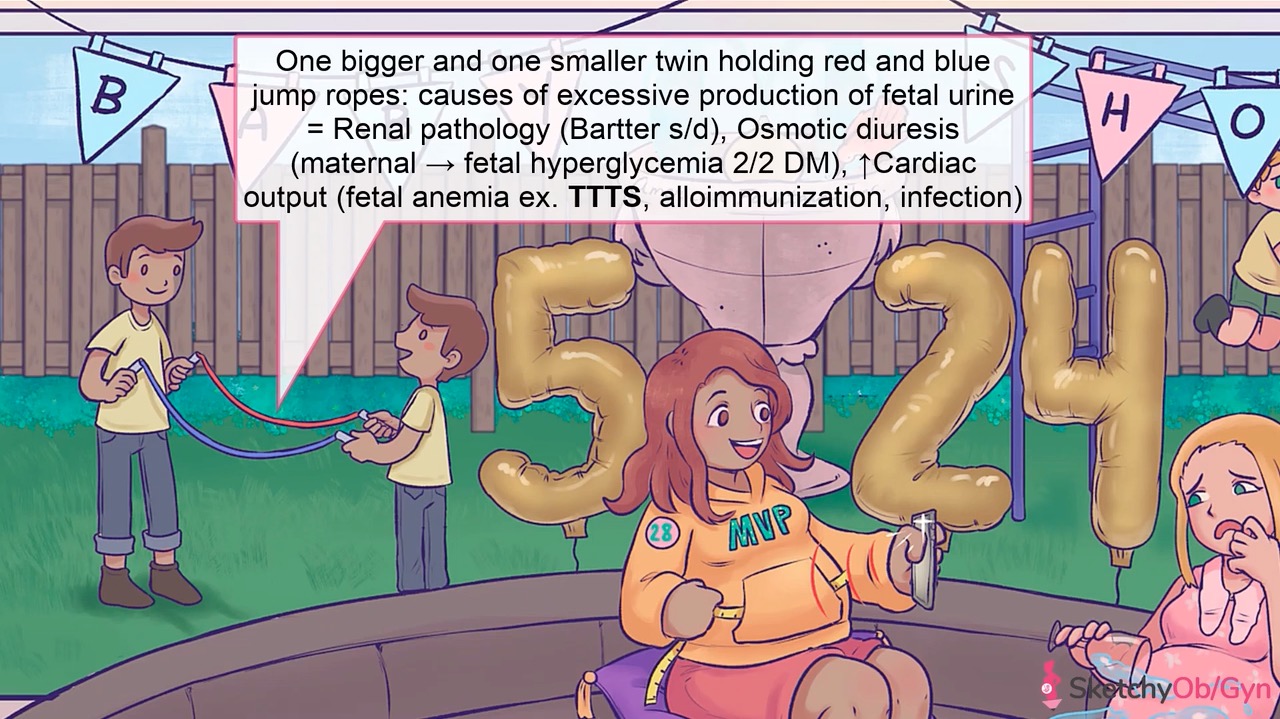 B A B Y S H O
One bigger and one smaller twin holding red and blue
jump ropes: causes of excessive production of fetal urine
= Renal pathology (Bartter s/d), Osmotic diuresis
(maternal → fetal hyperglycemia 2/2 DM), ↑Cardiac
output (fetal anemia ex. TTTS, alloimmunization, infection)
5 24
28
MVP
SketchyOb/Gyn